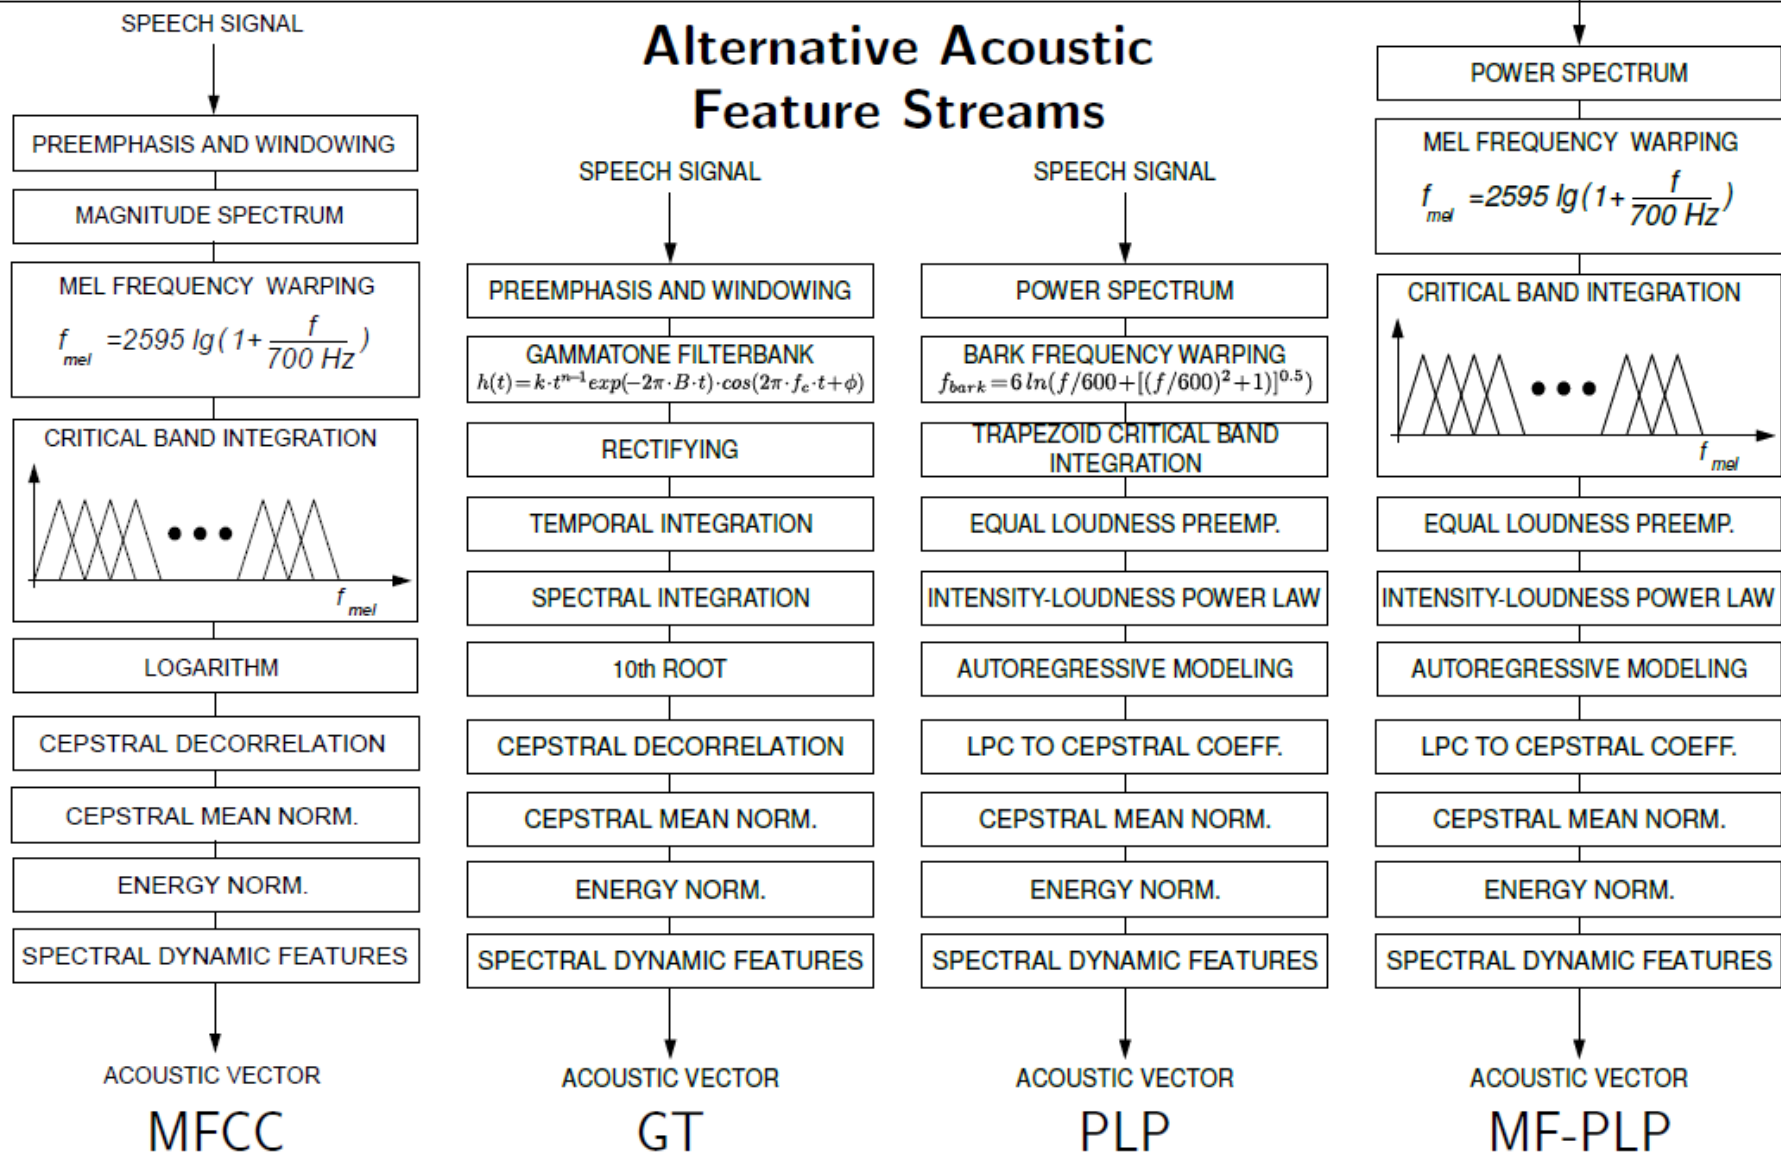 Alternative Acoustic
Feature Streams
SPEECH SIGNAL
PREEMPHASIS AND WINDOWING
MAGNITUDE SPECTRUM
MEL FREQUENCY WARPING
f_mel =2595 lg(1+ f/700 Hz)
CRITICAL BAND INTEGRATION
f_mel
LOGARITHM
CEPSTRAL DECORRELATION
CEPSTRAL MEAN NORM.
ENERGY NORM.
SPECTRAL DYNAMIC FEATURES
ACOUSTIC VECTOR
MFCC
SPEECH SIGNAL
PREEMPHASIS AND WINDOWING
GAMMATONE FILTERBANK
h(t)=k·t^{n-1}exp(-2π·B·t)·cos(2π·f_c·t+ϕ)
RECTIFYING
TEMPORAL INTEGRATION
SPECTRAL INTEGRATION
10th ROOT
CEPSTRAL DECORRELATION
CEPSTRAL MEAN NORM.
ENERGY NORM.
SPECTRAL DYNAMIC FEATURES
ACOUSTIC VECTOR
GT
SPEECH SIGNAL
POWER SPECTRUM
BARK FREQUENCY WARPING
f_{bark}=6 ln(f/600+[(f/600)^2+1)]^{0.5})
TRAPEZOID CRITICAL BAND
INTEGRATION
EQUAL LOUDNESS PREEMP.
INTENSITY-LOUDNESS POWER LAW
AUTOREGRESSIVE MODELING
LPC TO CEPSTRAL COEFF.
CEPSTRAL MEAN NORM.
ENERGY NORM.
SPECTRAL DYNAMIC FEATURES
ACOUSTIC VECTOR
PLP
POWER SPECTRUM
MEL FREQUENCY WARPING
f_mel =2595 lg(1+ f/700 Hz)
CRITICAL BAND INTEGRATION
f_mel
EQUAL LOUDNESS PREEMP.
INTENSITY-LOUDNESS POWER LAW
AUTOREGRESSIVE MODELING
LPC TO CEPSTRAL COEFF.
CEPSTRAL MEAN NORM.
ENERGY NORM.
SPECTRAL DYNAMIC FEATURES
ACOUSTIC VECTOR
MF-PLP